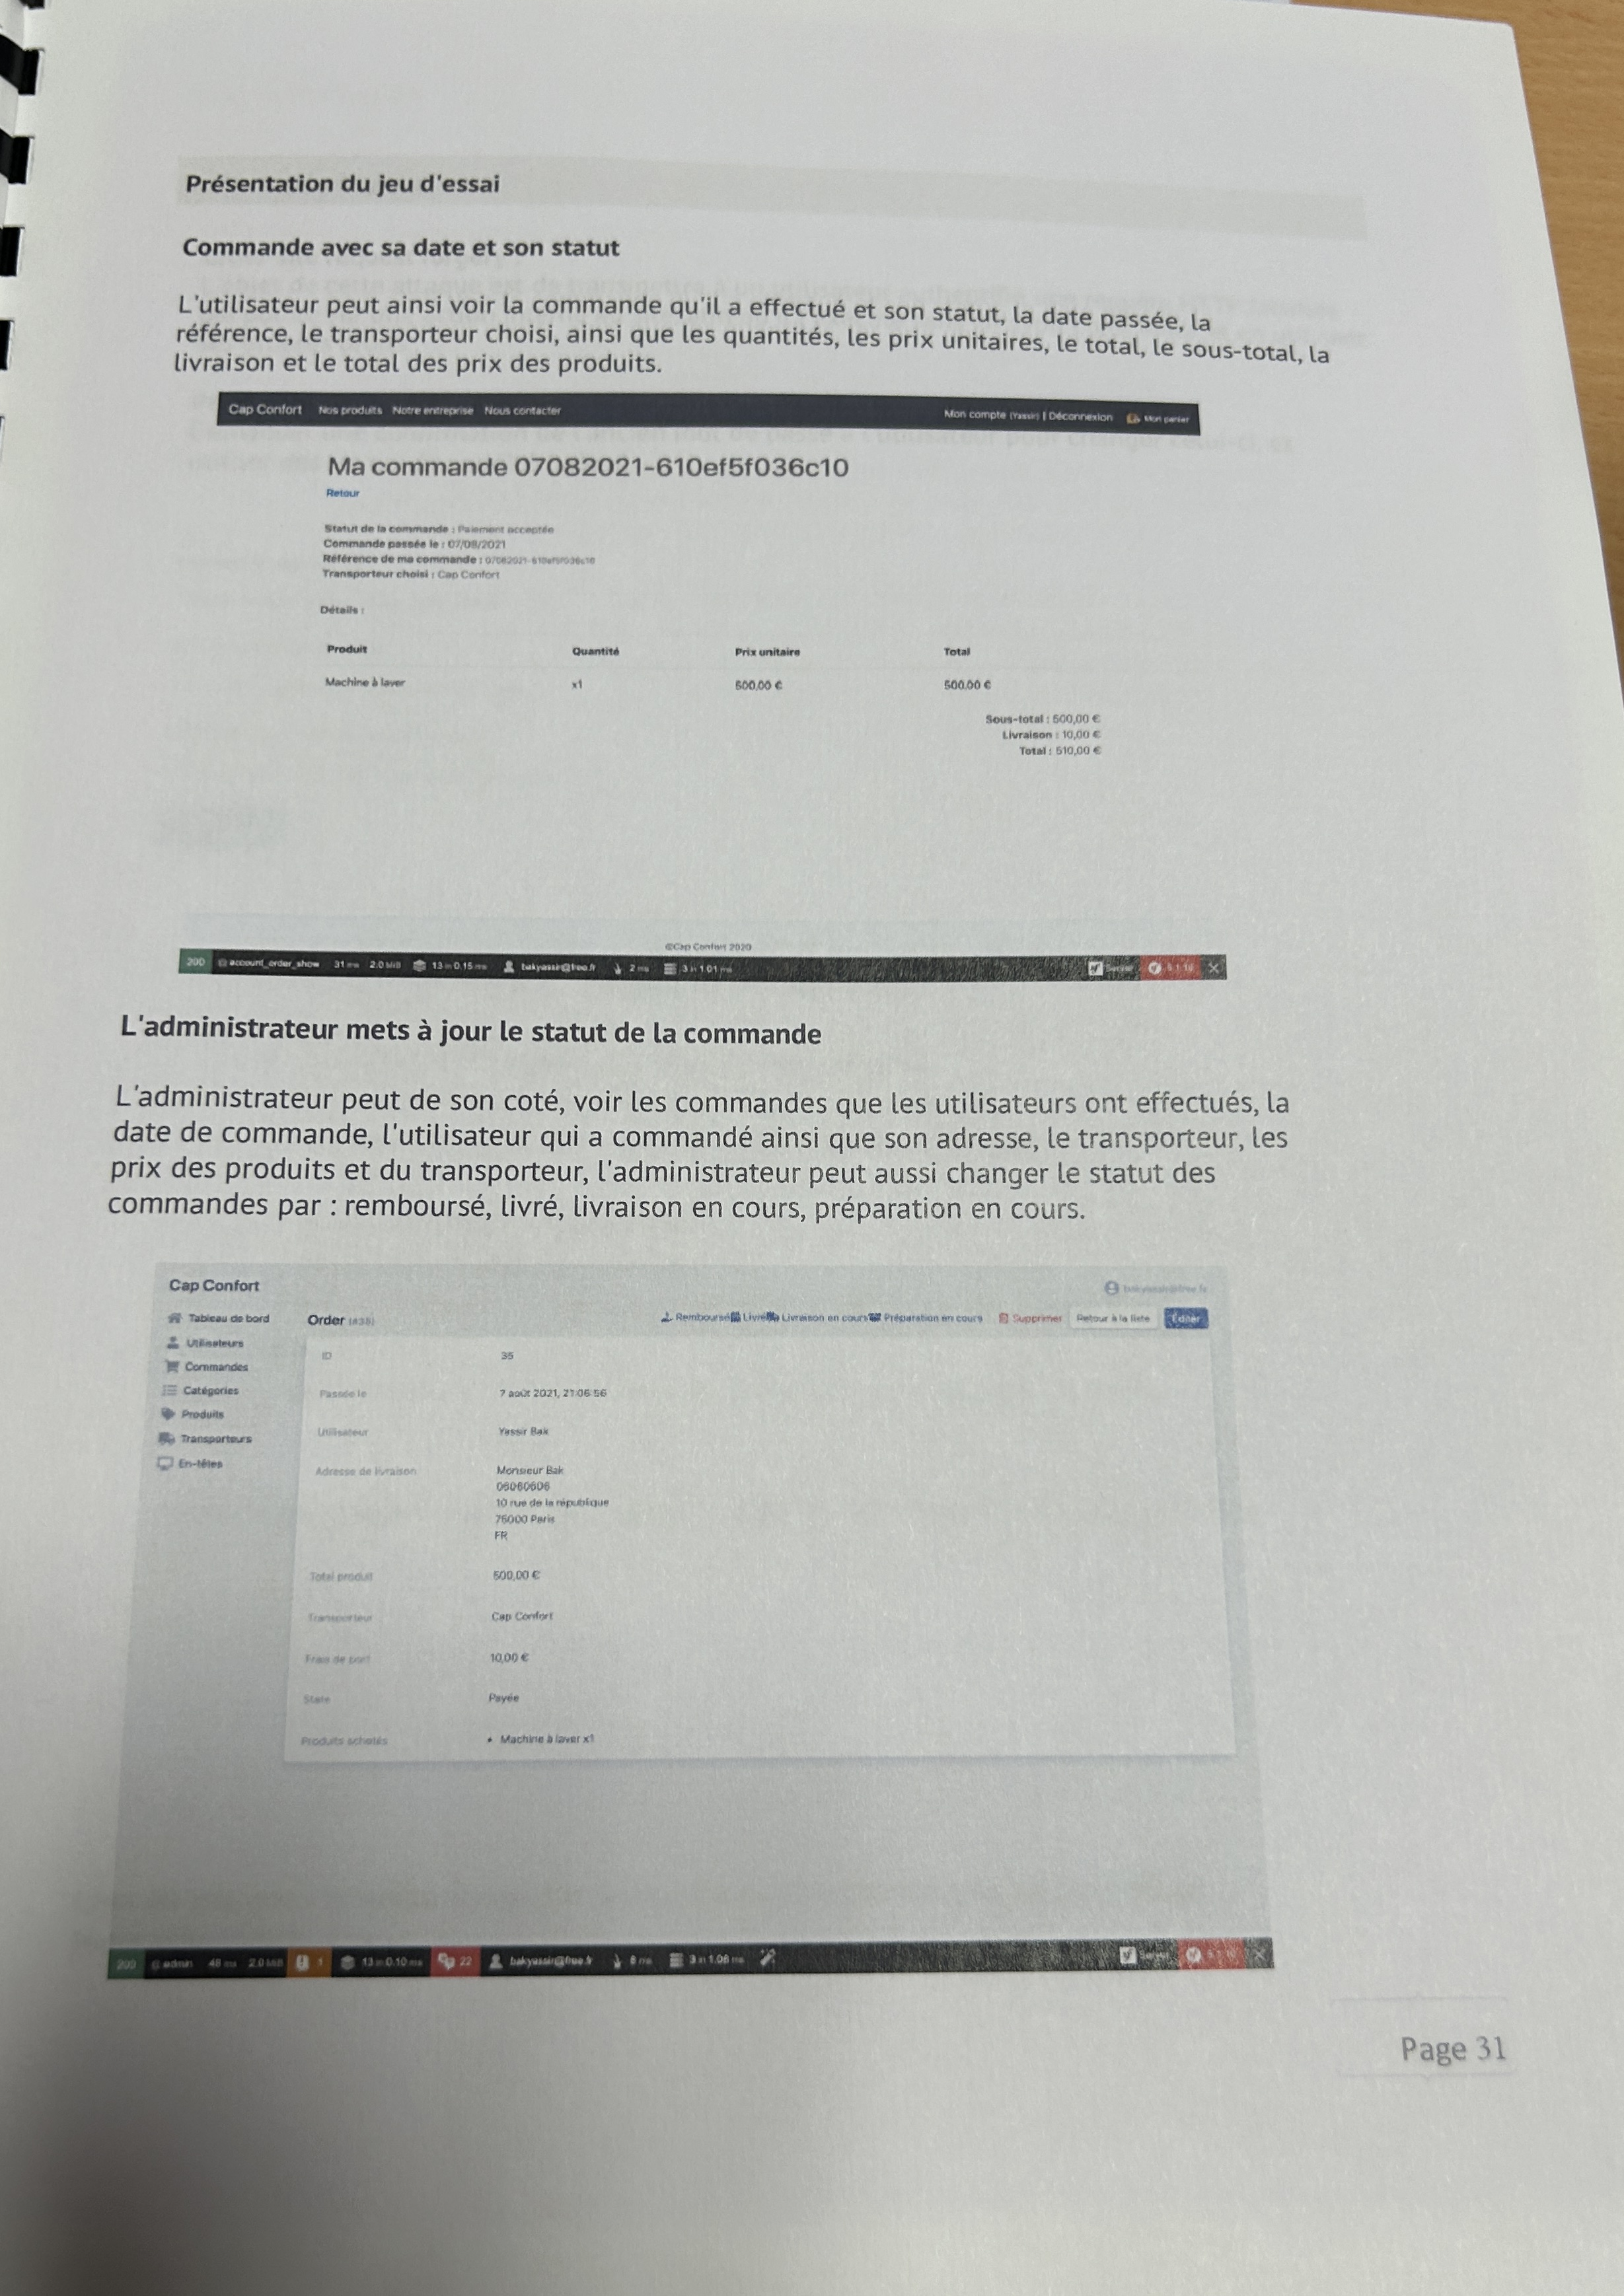 Présentation du jeu d'essai
Commande avec sa date et son statut
L'utilisateur peut ainsi voir la commande qu'il a effectué et son statut, la date passée, la
référence, le transporteur choisi, ainsi que les quantités, les prix unitaires, le total, le sous-total, la
livraison et le total des prix des produits.
Cap Confort Nos produits Notre entreprise Nous contacter Mon compte (Yassir) | Déconnexion Mon panier
Ma commande 07082021-610ef5f036c10
Retour
Statut de la commande : Paiement acceptée
Commande passée le : 07/08/2021
Référence de ma commande : 07082021-610ef5f036c10
Transporteur choisi : Cap Confort
Détails :
Produit Quantité Prix unitaire Total
Machine à laver x1 500,00 € 500,00 €
Sous-total : 500,00 €
Livraison : 10,00 €
Total : 510,00 €
©Cap Confort 2020
200 @ account_order_show 31 ms 2.0 MiB 13 in 0.15 ms bakyassir@free.fr 2 ms 3 in 1.01 ms Server 5.1.10
L'administrateur mets à jour le statut de la commande
L'administrateur peut de son coté, voir les commandes que les utilisateurs ont effectués, la
date de commande, l'utilisateur qui a commandé ainsi que son adresse, le transporteur, les
prix des produits et du transporteur, l'administrateur peut aussi changer le statut des
commandes par : remboursé, livré, livraison en cours, préparation en cours.
Cap Confort bakyassir@free.fr
Tableau de bord
Utilisateurs
Commandes
Catégories
Produits
Transporteurs
En-têtes
Order Remboursé Livré Livraison en cours Préparation en cours Supprimer Retour à la liste Éditer
ID 35
Passée le 7 août 2021, 21:06:56
Utilisateur Yassir Bak
Adresse de livraison Monsieur Bak
06060606
10 rue de la république
75000 Paris
FR
Total produit 500,00 €
Transporteur Cap Confort
Frais de port 10,00 €
State Payée
Produits achetés • Machine à laver x1
200 @ admin 48 ms 2.0 MiB 1 13 in 0.10 ms 22 bakyassir@free.fr 6 ms 3 in 1.06 ms Server 5.1.10
Page 31